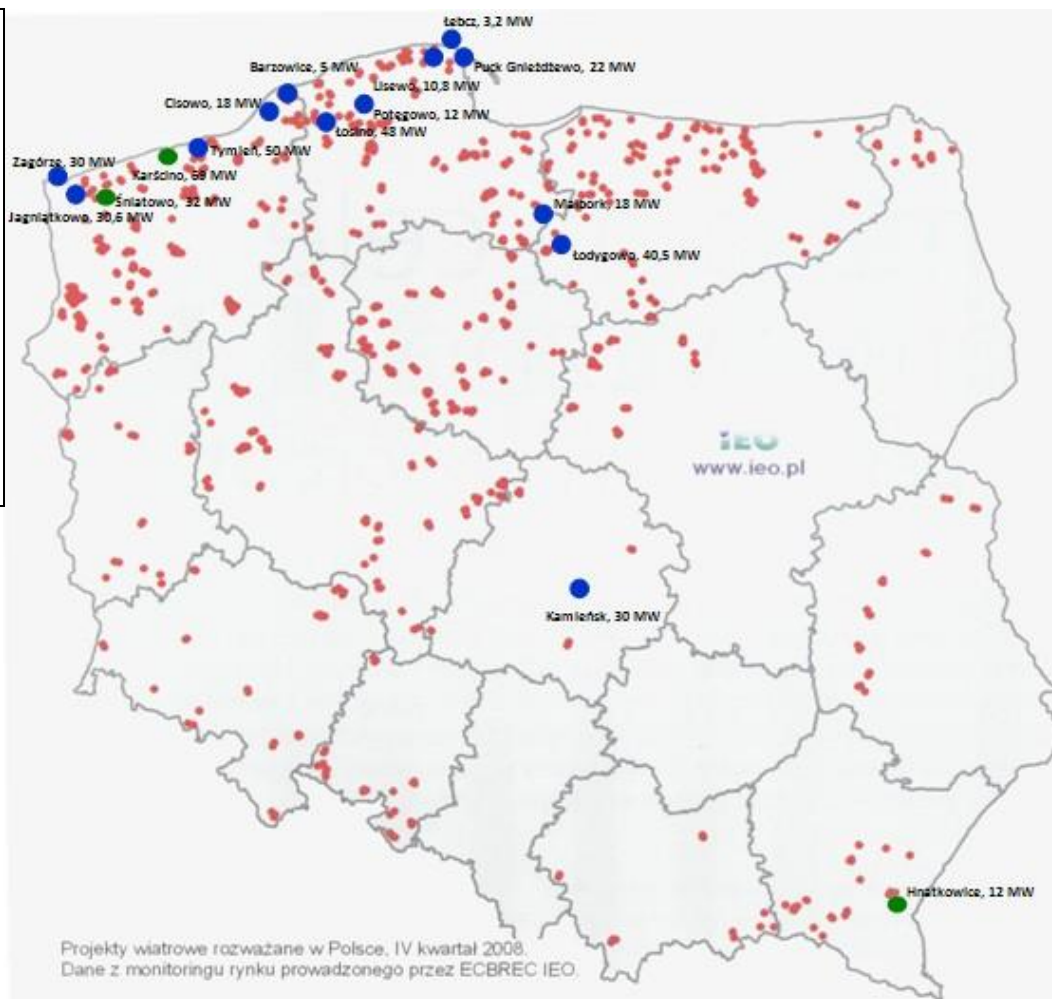 Łebcz, 3,2 MW
Barzowice, 5 MW
Puck Gnieżdżewo, 22 MW
Lisewo, 10,8 MW
Cisowo, 18 MW
Potęgowo, 12 MW
Łosino, 48 MW
Tymień, 50 MW
Zagórze, 30 MW
Karścino, 69 MW
Śniatowo, 32 MW
Jagniątkowo, 30,6 MW
Malbork, 18 MW
Łodygowo, 40,5 MW
iEO
www.ieo.pl
Kamieńsk, 30 MW
Hnatkowice, 12 MW
Projekty wiatrowe rozważane w Polsce, IV kwartał 2008.
Dane z monitoringu rynku prowadzonego przez ECBREC IEO.